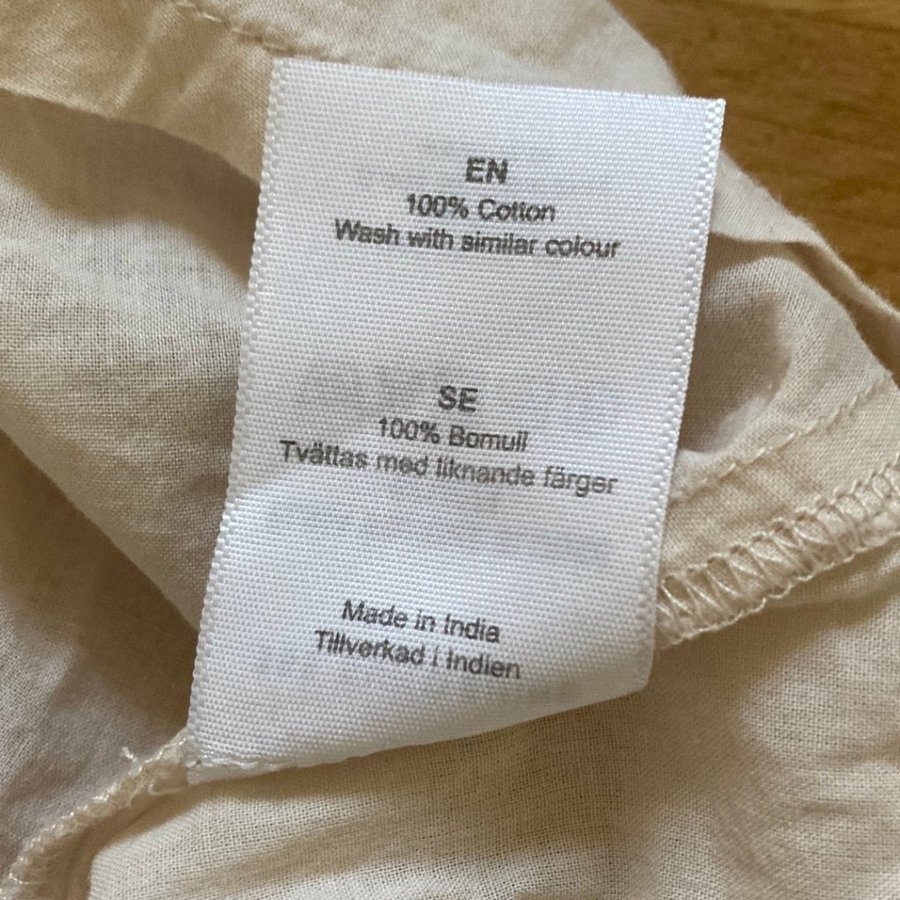 EN
100% Cotton
Wash with similar colour
SE
100% Bomull
Tvättas med liknande färger
Made in India
Tillverkad i Indien